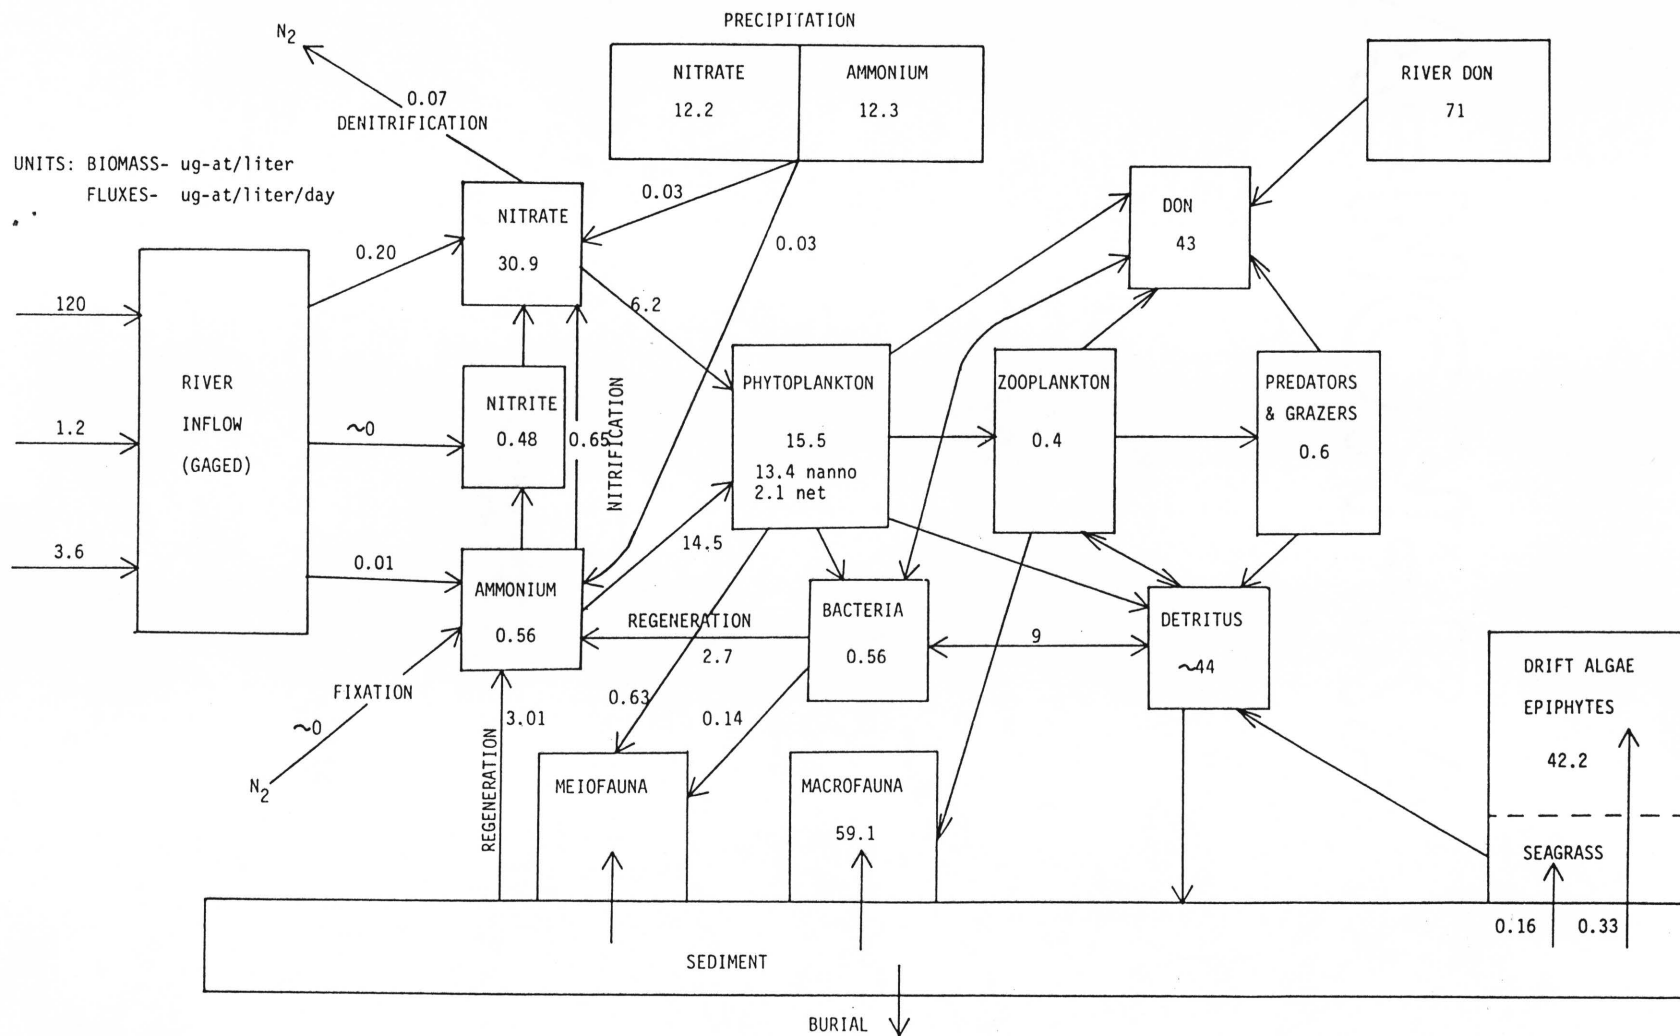 PRECIPITATION
N2
NITRATE
12.2
AMMONIUM
12.3
RIVER DON
71
0.07
DENITRIFICATION
UNITS: BIOMASS- ug-at/liter
FLUXES- ug-at/liter/day
NITRATE
30.9
0.03
0.03
0.20
DON
43
120
1.2
3.6
RIVER
INFLOW
(GAGED)
~0
0.01
NITRITE
0.48
0.65
NITRIFICATION
6.2
14.5
PHYTOPLANKTON
15.5
13.4 nanno
2.1 net
ZOOPLANKTON
0.4
PREDATORS
& GRAZERS
0.6
AMMONIUM
0.56
REGENERATION
2.7
BACTERIA
0.56
9
DETRITUS
~44
FIXATION
~0
N2
REGENERATION
3.01
0.63
0.14
MEIOFAUNA
MACROFAUNA
59.1
DRIFT ALGAE
EPIPHYTES
42.2
SEAGRASS
0.16
0.33
SEDIMENT
BURIAL